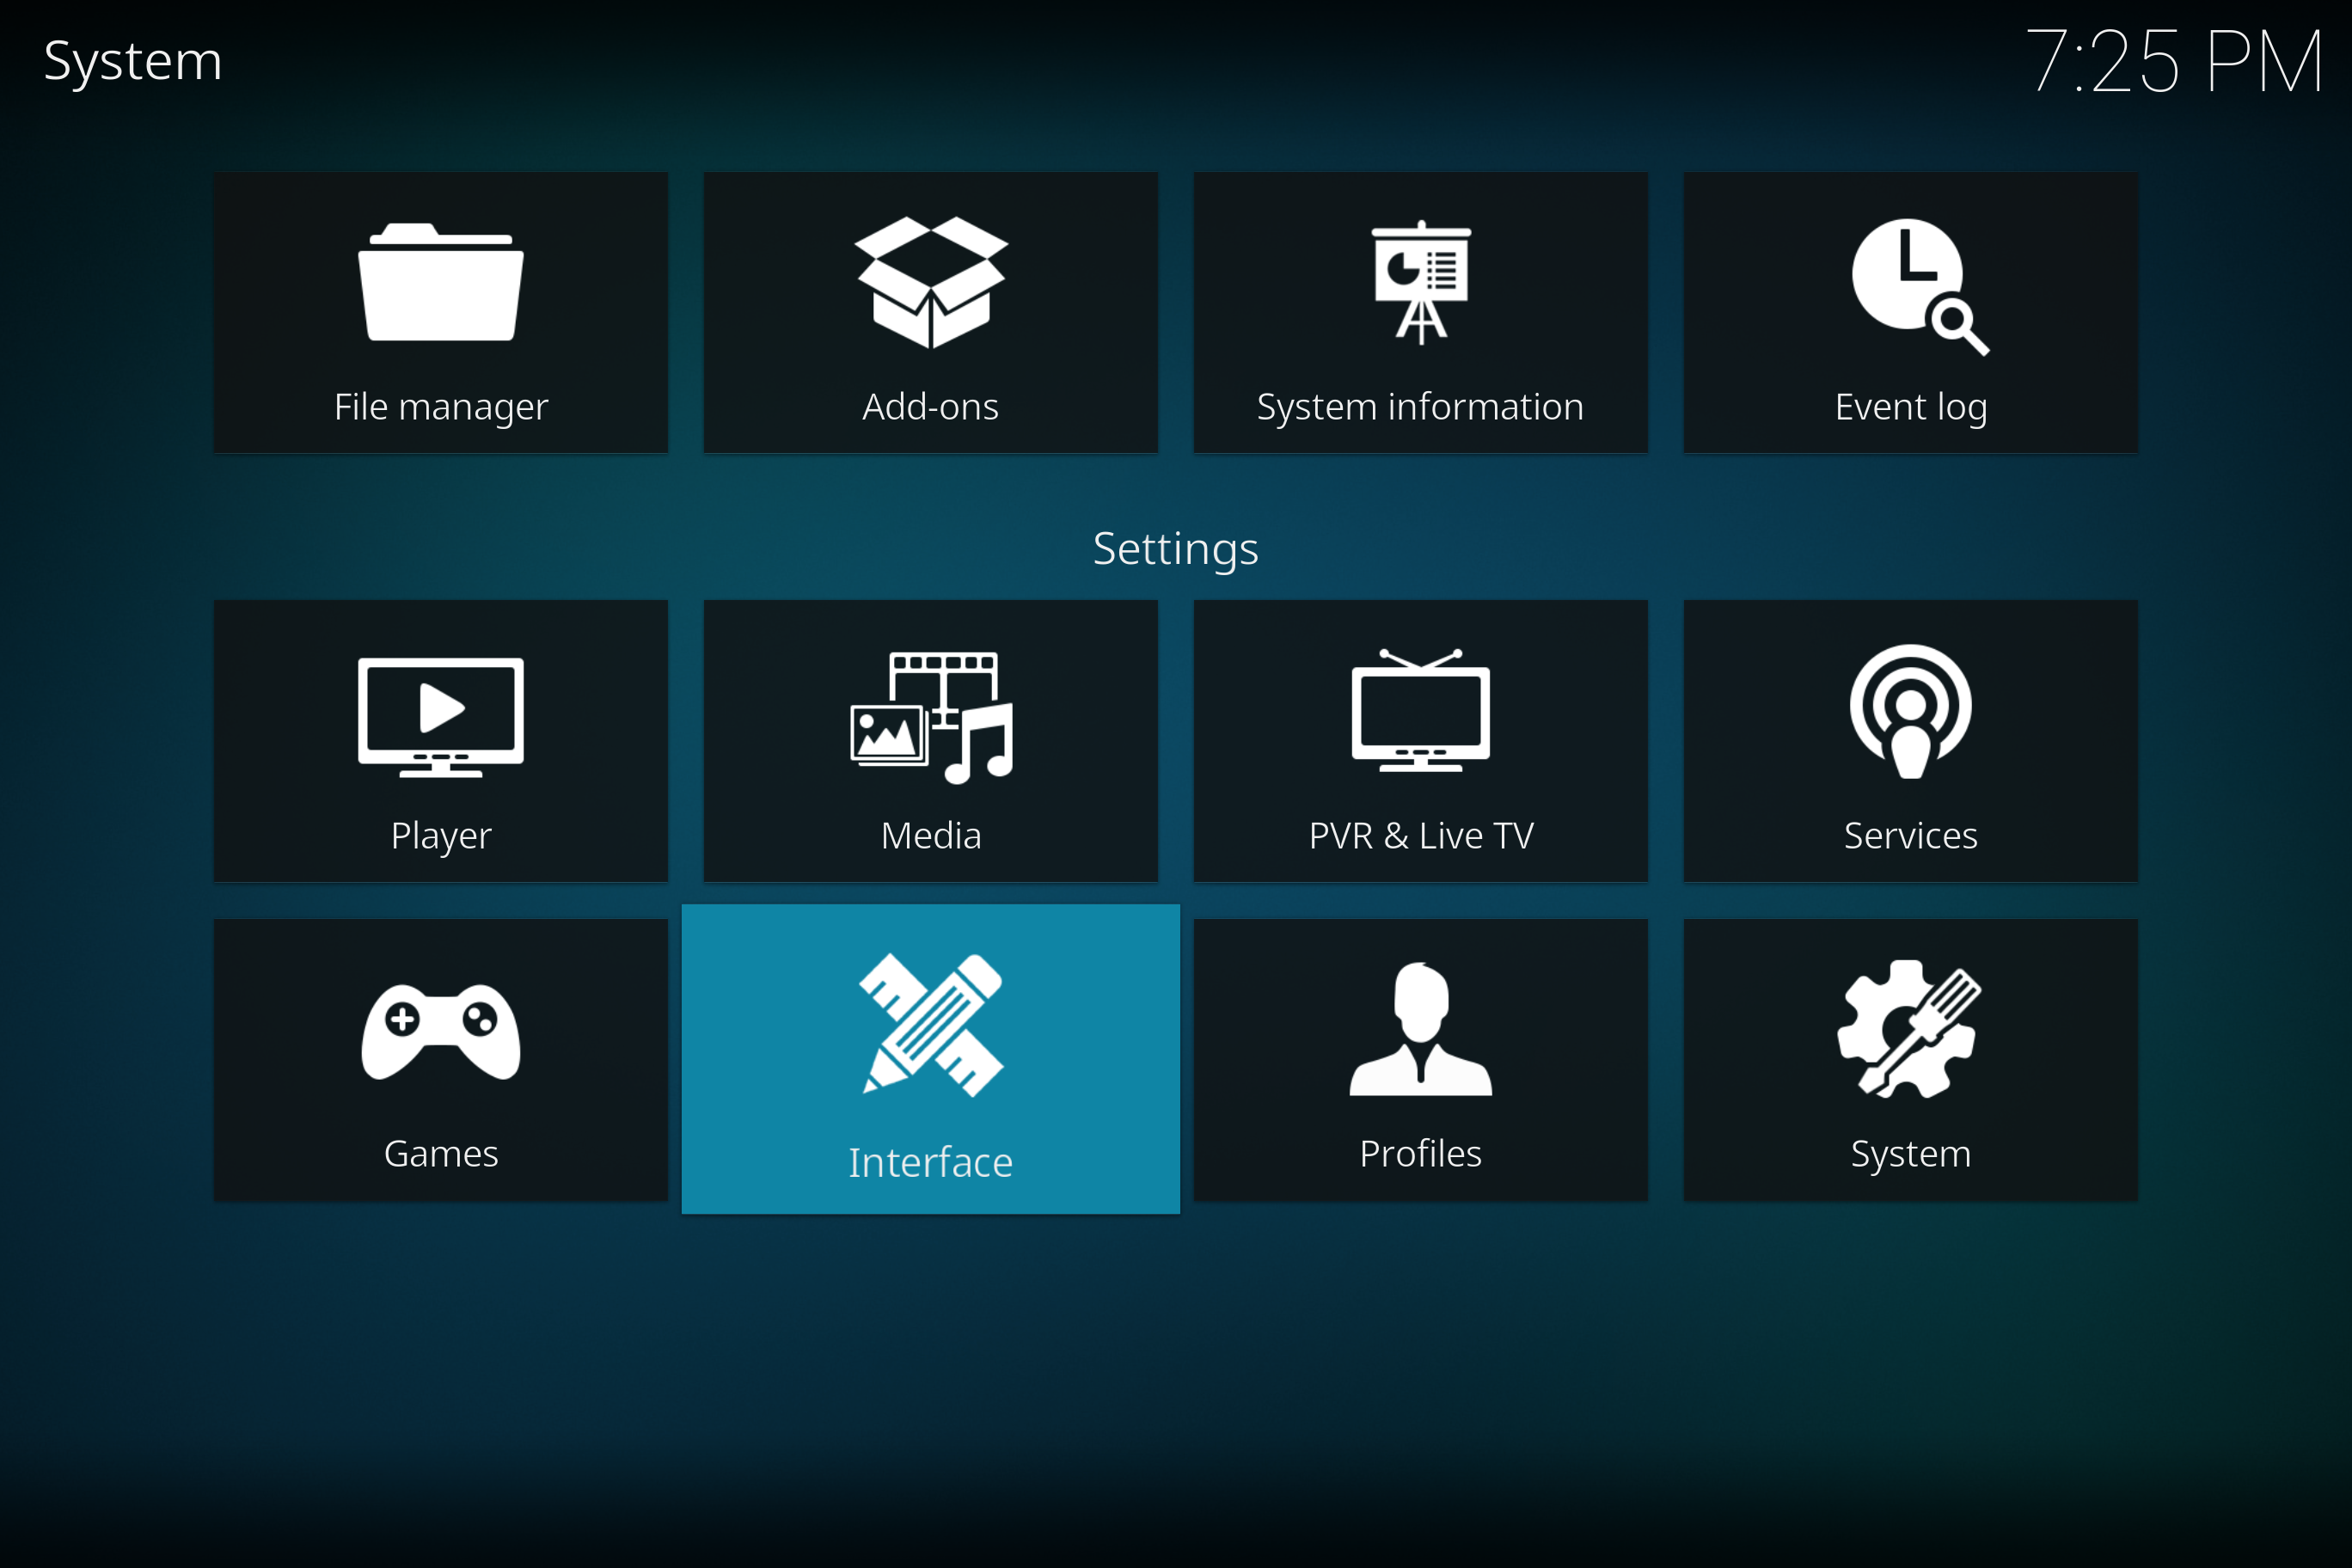 System
7:25 PM
File manager
Add-ons
System information
Event log
Settings
Player
Media
PVR & Live TV
Services
Games
Interface
Profiles
System